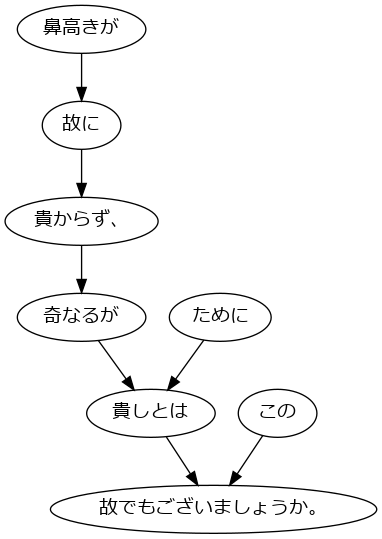 鼻高きが
故に
貴からず、
奇なるが
ために
貴しとは
この
故でもございましょうか。